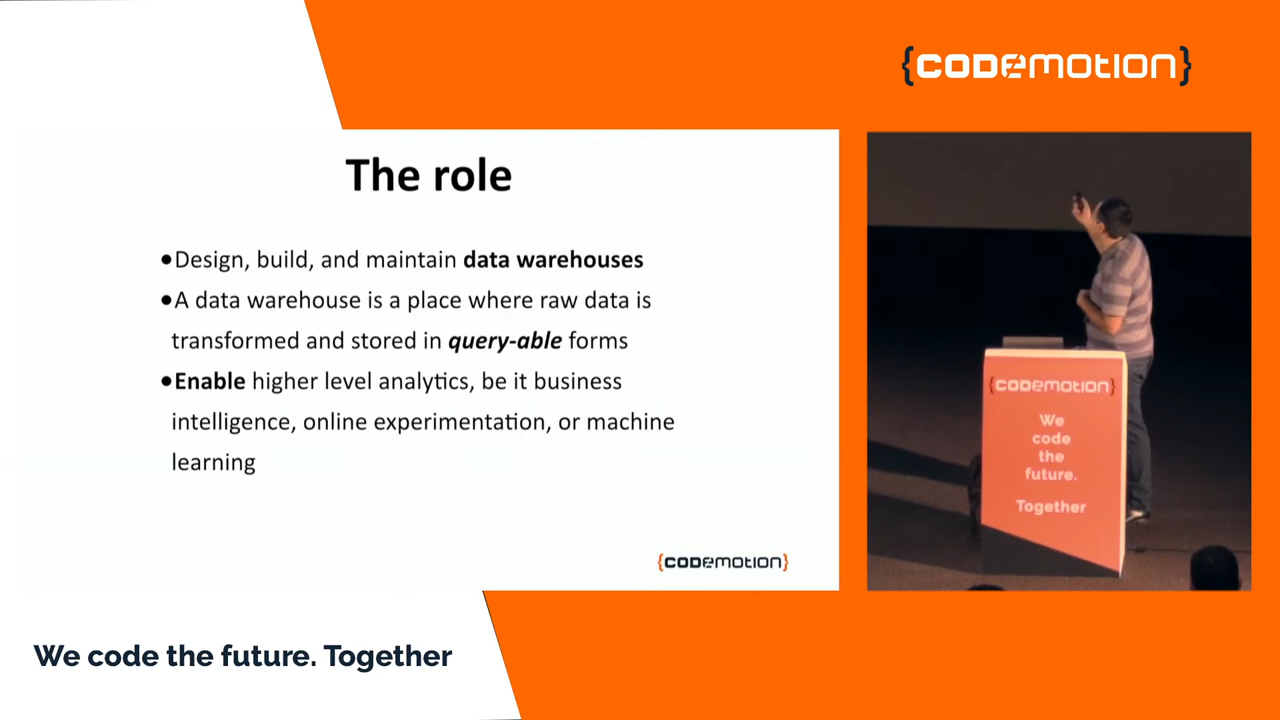 {CODEMOTION}
The role
●Design, build, and maintain data warehouses
●A data warehouse is a place where raw data is
transformed and stored in query-able forms
●Enable higher level analytics, be it business
intelligence, online experimentation, or machine
learning
{CODEMOTION}
{CODEMOTION}
We
code
the
future.
Together
We code the future. Together